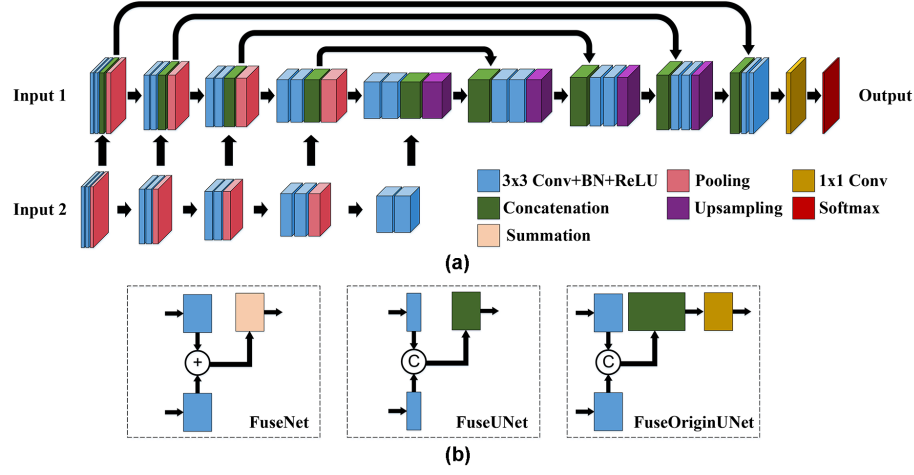 Input 1
Output
Input 2
3x3 Conv+BN+ReLU
Pooling
1x1 Conv
Concatenation
Upsampling
Softmax
Summation
(a)
+
C
C
FuseNet
FuseUNet
FuseOriginUNet
(b)